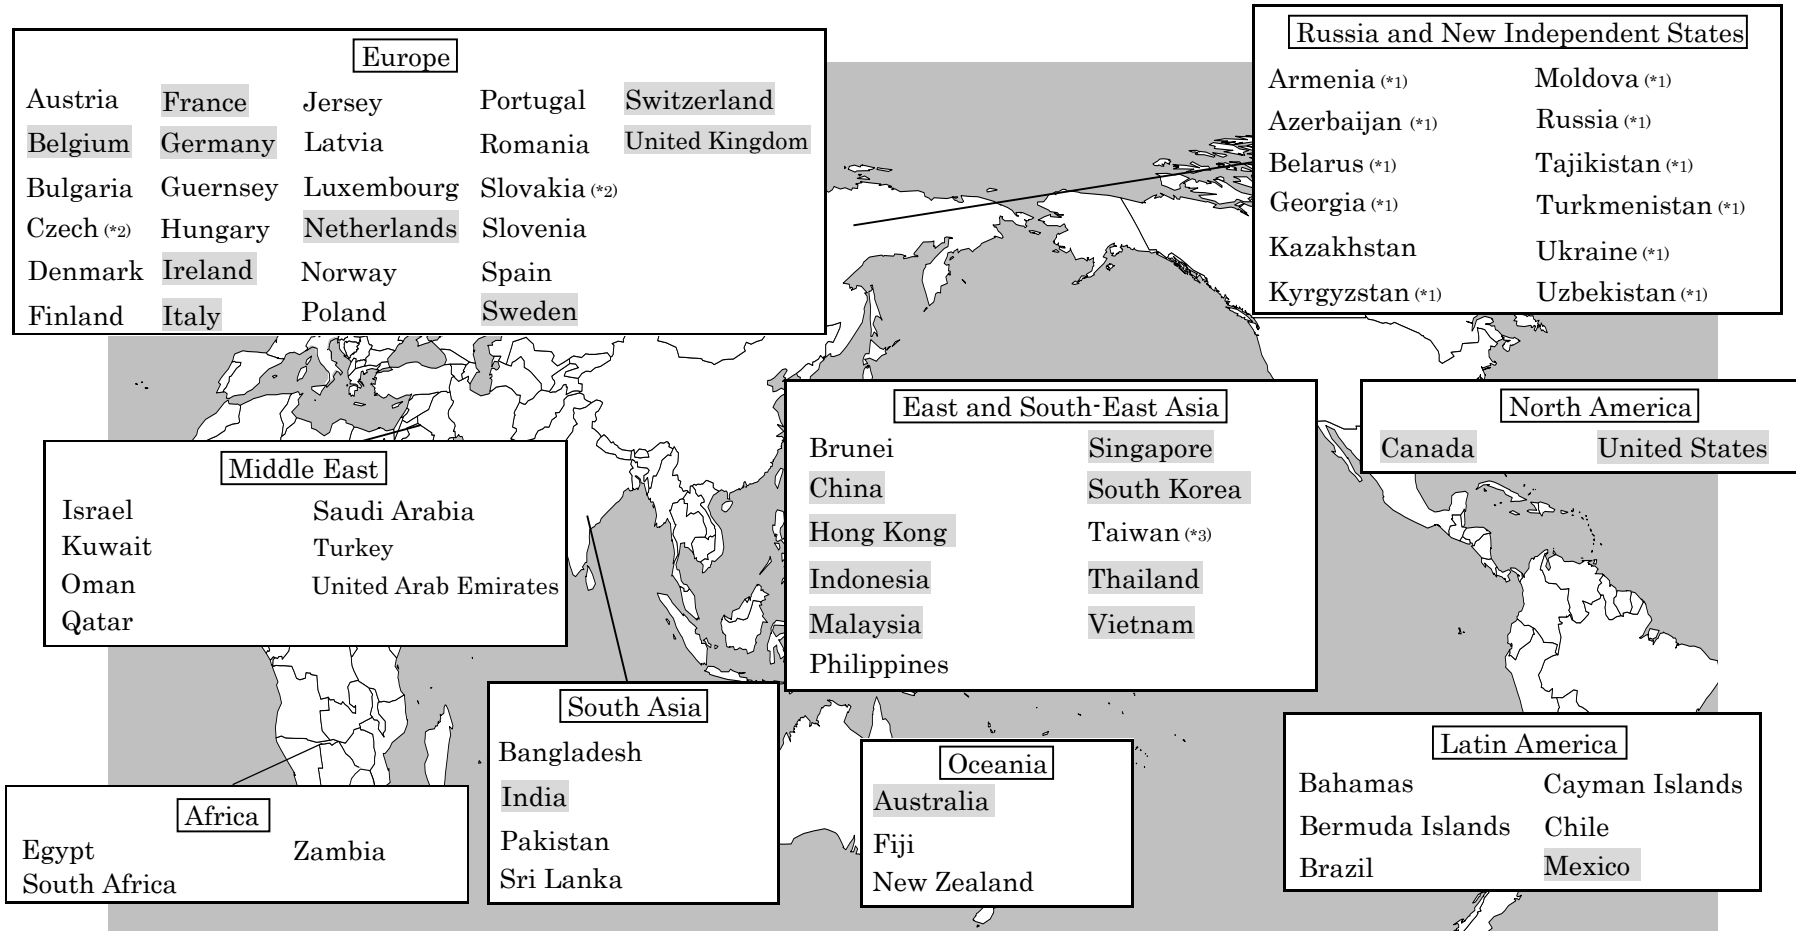 Europe
Austria France Jersey Portugal Switzerland
Belgium Germany Latvia Romania United Kingdom
Bulgaria Guernsey Luxembourg Slovakia (*2)
Czech (*2) Hungary Netherlands Slovenia
Denmark Ireland Norway Spain
Finland Italy Poland Sweden
Russia and New Independent States
Armenia (*1) Moldova (*1)
Azerbaijan (*1) Russia (*1)
Belarus (*1) Tajikistan (*1)
Georgia (*1) Turkmenistan (*1)
Kazakhstan Ukraine (*1)
Kyrgyzstan (*1) Uzbekistan (*1)
East and South-East Asia
Brunei Singapore
China South Korea
Hong Kong Taiwan (*3)
Indonesia Thailand
Malaysia Vietnam
Philippines
North America
Canada United States
Middle East
Israel Saudi Arabia
Kuwait Turkey
Oman United Arab Emirates
Qatar
South Asia
Bangladesh
India
Pakistan
Sri Lanka
Oceania
Australia
Fiji
New Zealand
Latin America
Bahamas Cayman Islands
Bermuda Islands Chile
Brazil Mexico
Africa
Egypt Zambia
South Africa